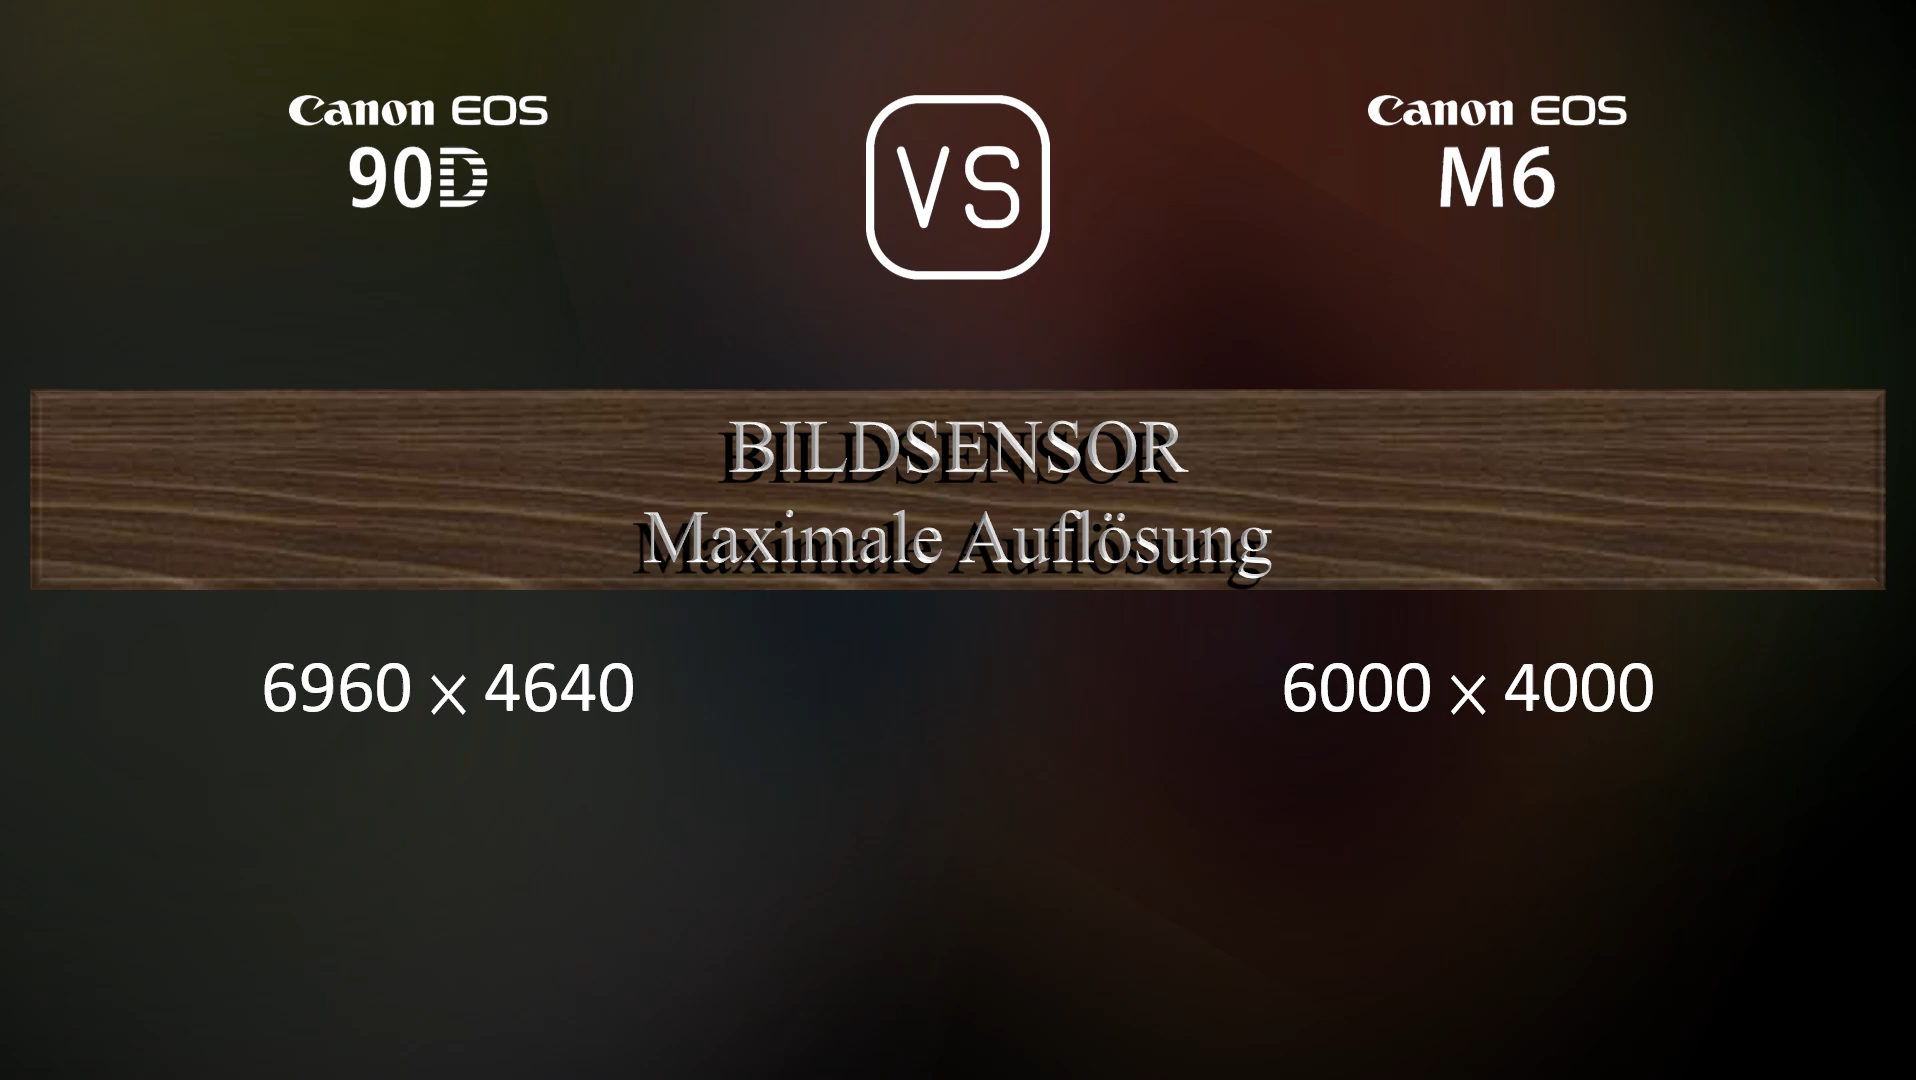 Canon EOS
90D
VS
Canon EOS
M6
BILDSENSOR
Maximale Auflösung
6960 x 4640
6000 x 4000